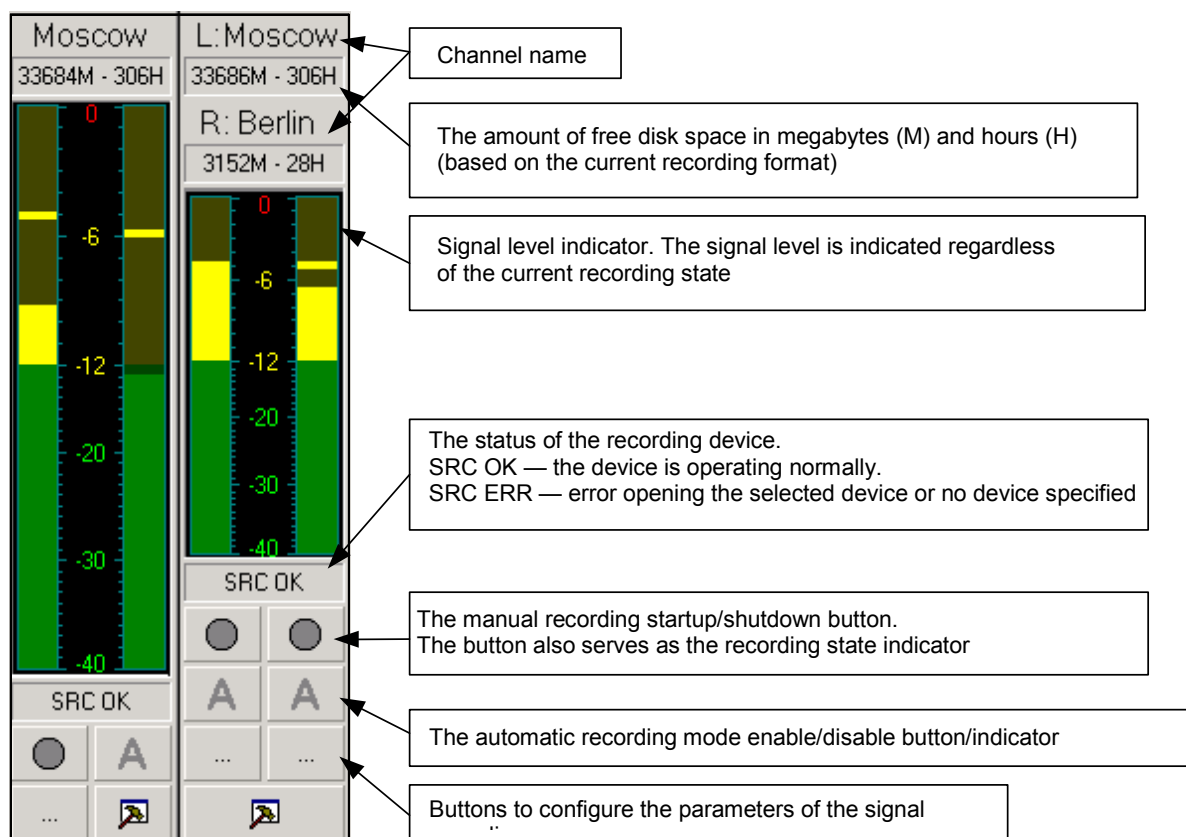 Moscow
33684M - 306H
0
-6
-12
-20
-30
-40
SRC OK
A
...
L:Moscow
33686M - 306H
R: Berlin
3152M - 28H
0
-6
-12
-20
-30
-40
SRC OK
A A
... ...
Channel name
The amount of free disk space in megabytes (M) and hours (H)
(based on the current recording format)
Signal level indicator. The signal level is indicated regardless
of the current recording state
The status of the recording device.
SRC OK — the device is operating normally.
SRC ERR — error opening the selected device or no device specified
The manual recording startup/shutdown button.
The button also serves as the recording state indicator
The automatic recording mode enable/disable button/indicator
Buttons to configure the parameters of the signal